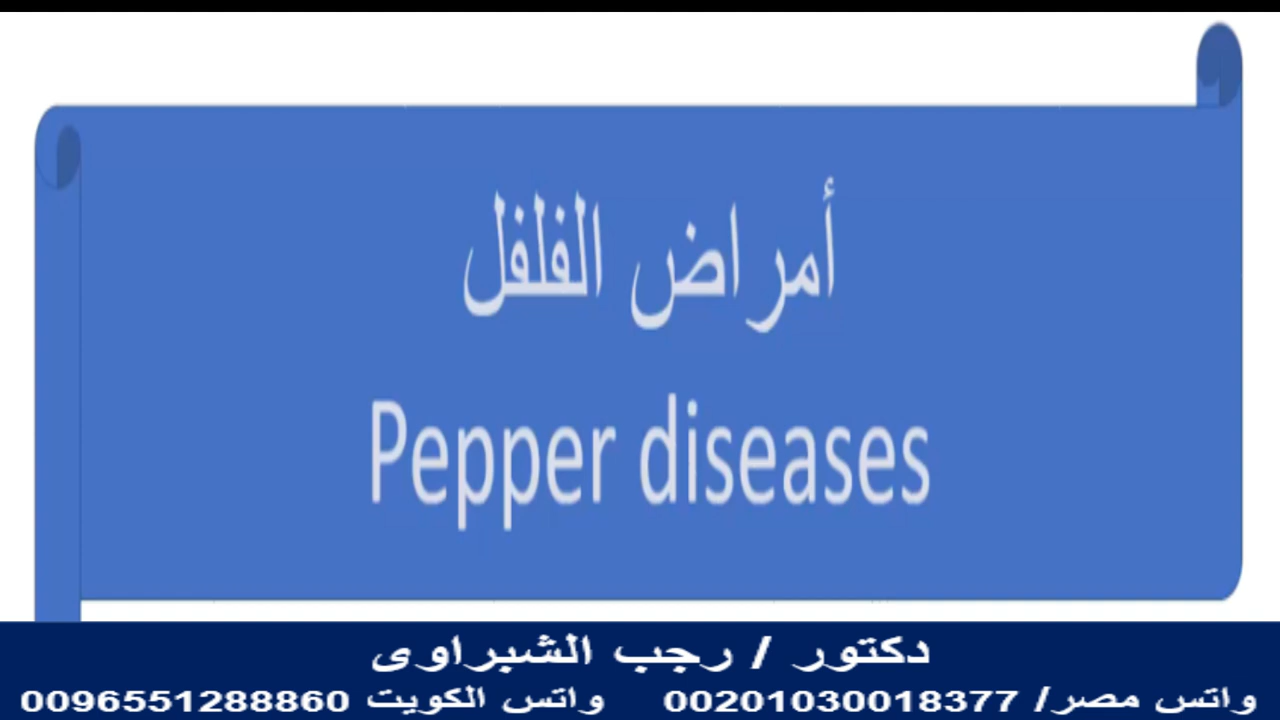 أمراض الفلفل
Pepper diseases
دكتور / رجب الشبراوى
واتس مصر/ 00201030018377 واتس الكويت 0096551288860